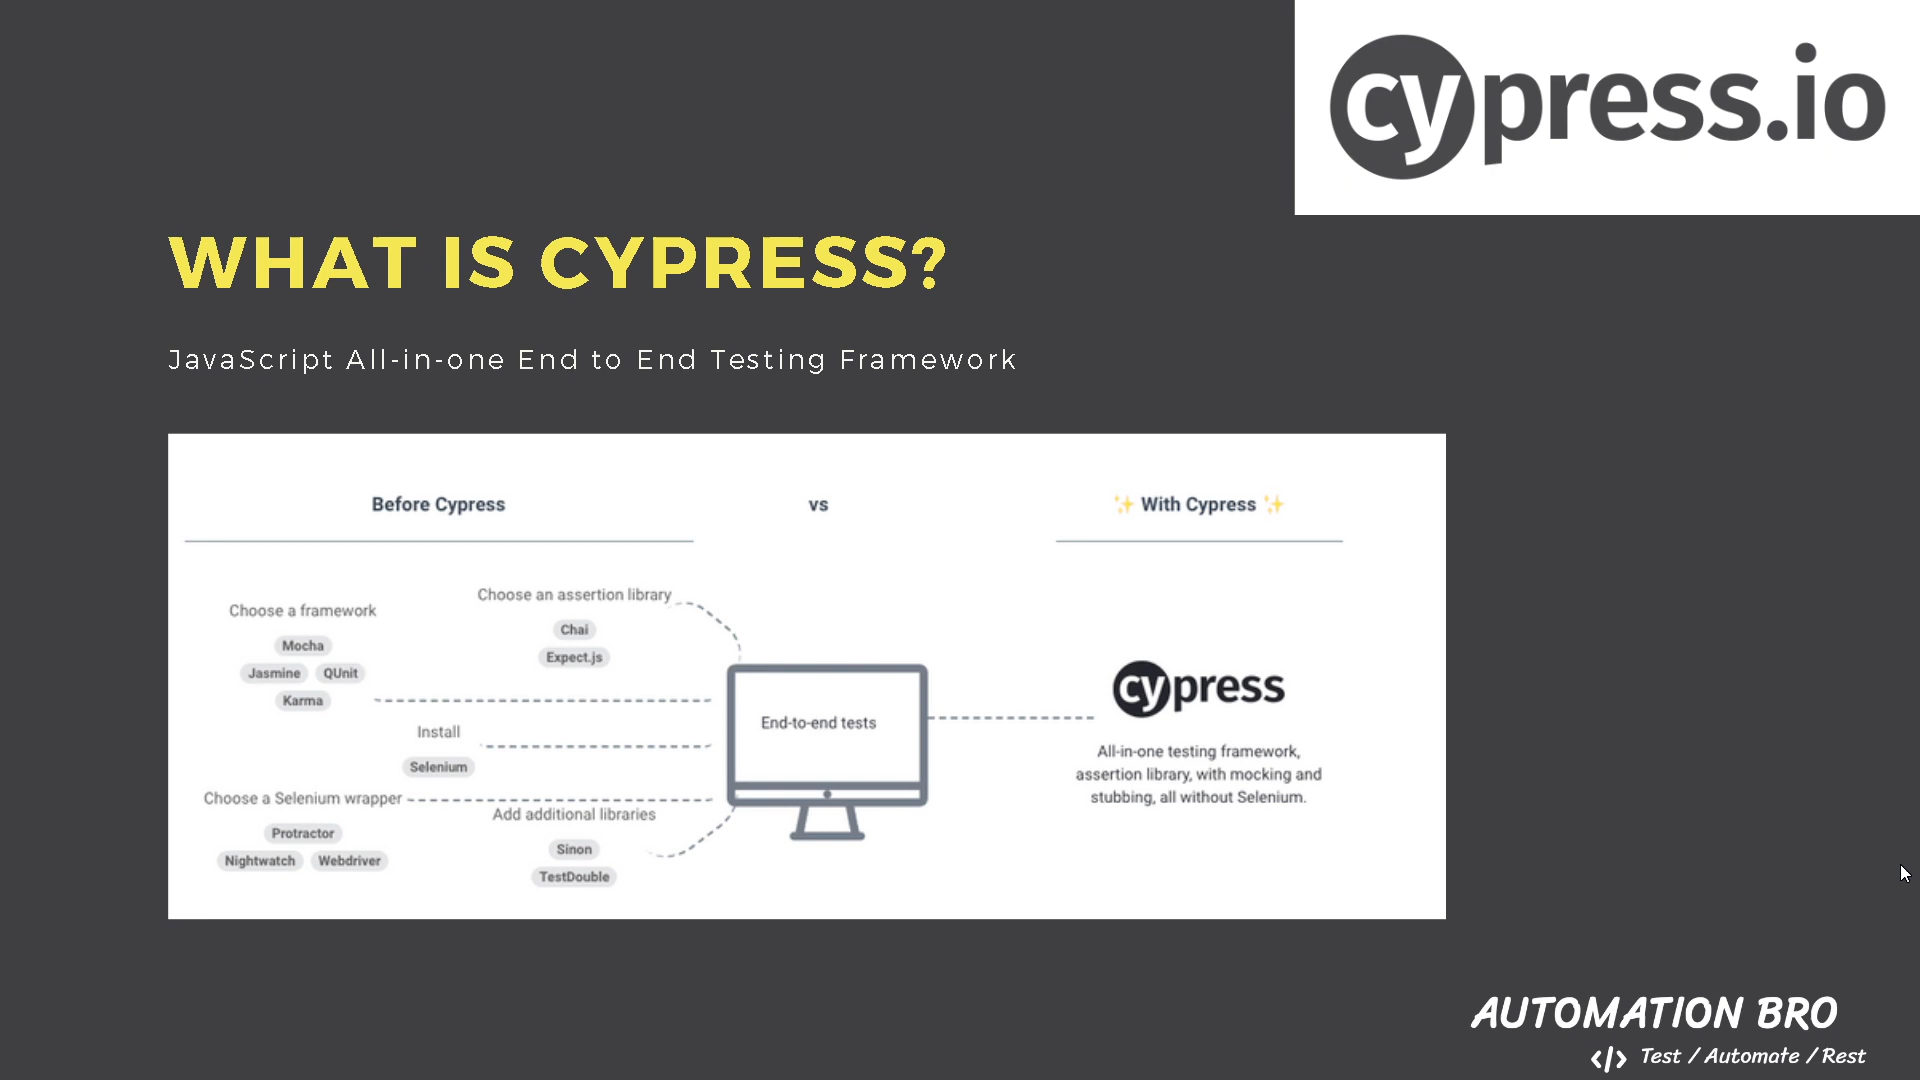 cypress.io
WHAT IS CYPRESS?
JavaScript All-in-one End to End Testing Framework
Before Cypress
vs
✨ With Cypress ✨
Choose a framework
Mocha
Jasmine QUnit
Karma
Choose an assertion library
Chai
Expect.js
Install
Selenium
Choose a Selenium wrapper
Protractor
Nightwatch Webdriver
Add additional libraries
Sinon
TestDouble
End-to-end tests
cypress
All-in-one testing framework,
assertion library, with mocking and
stubbing, all without Selenium.
AUTOMATION BRO
</> Test / Automate / Rest